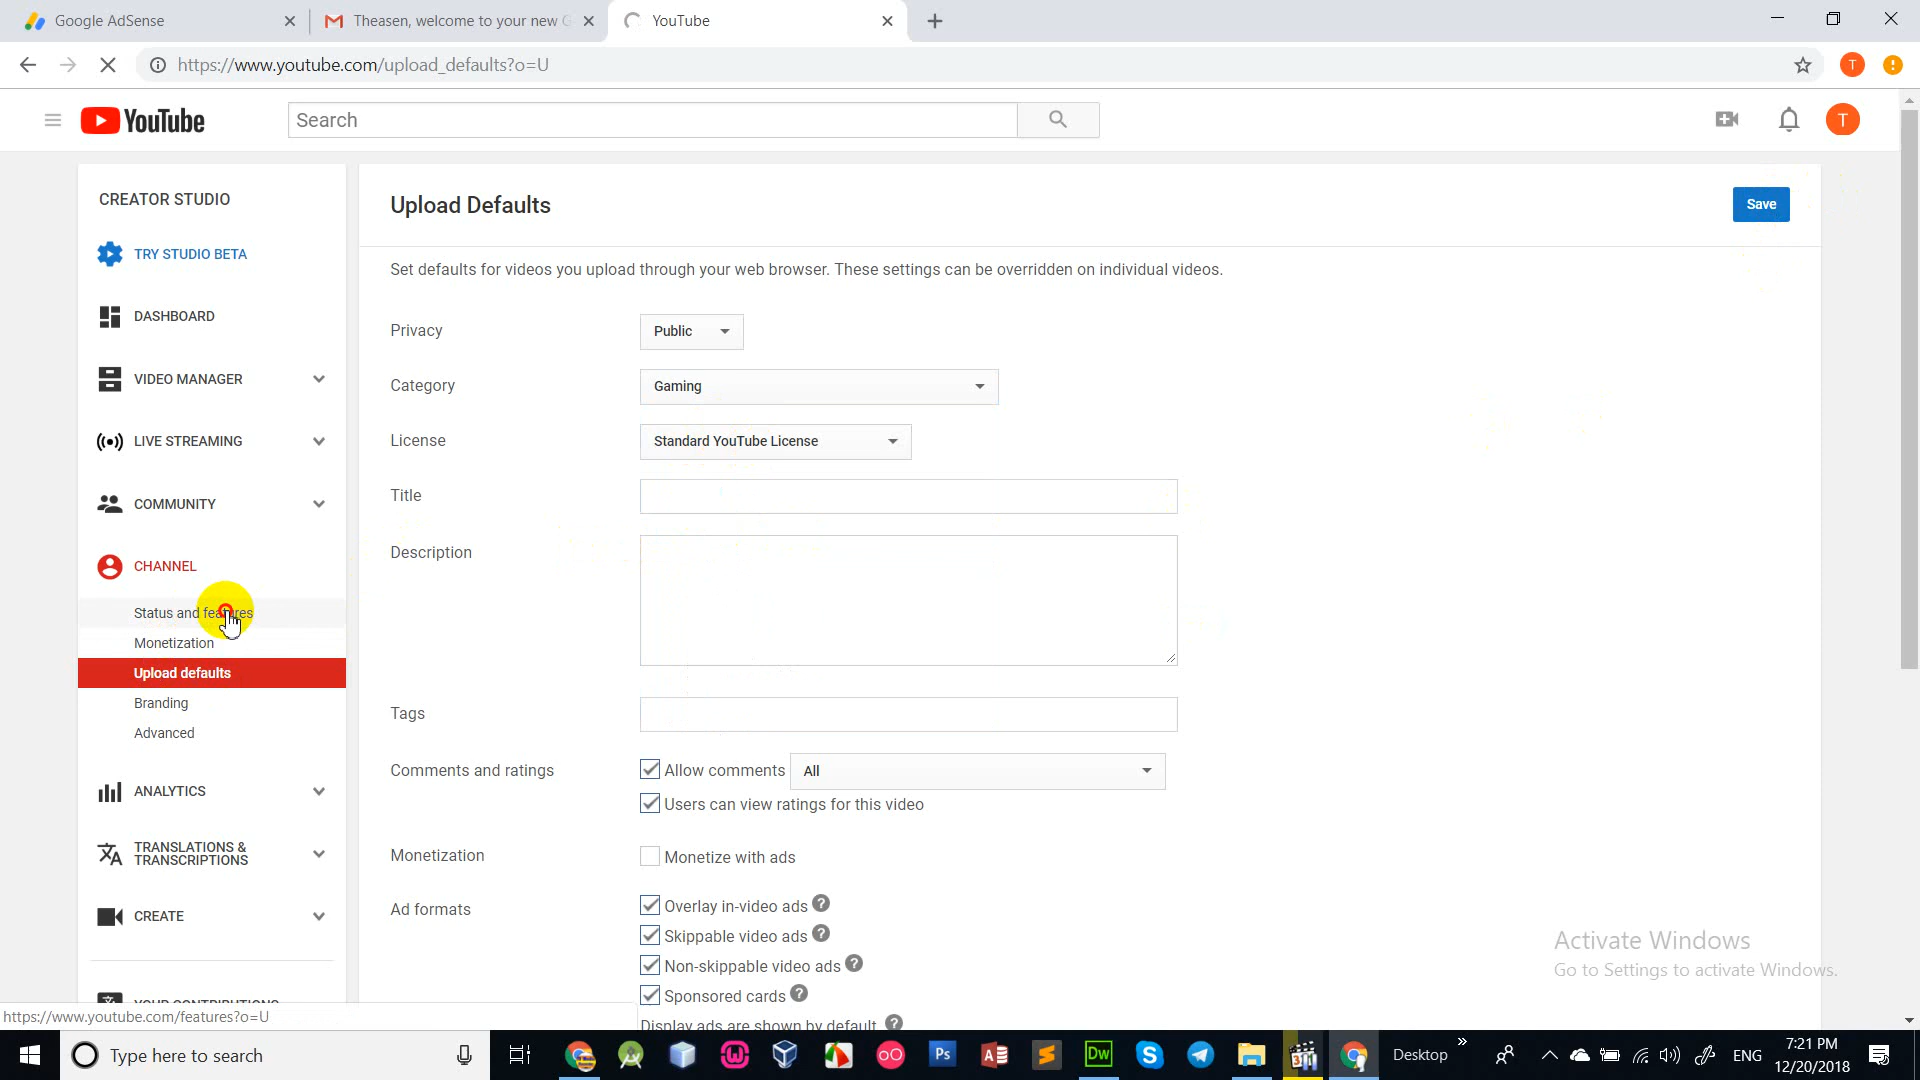 Google AdSense
Theasen, welcome to your new G
YouTube
https://www.youtube.com/upload_defaults?o=U
T
YouTube
Search
T
CREATOR STUDIO
TRY STUDIO BETA
DASHBOARD
VIDEO MANAGER
LIVE STREAMING
COMMUNITY
CHANNEL
Status and features
Monetization
Upload defaults
Branding
Advanced
ANALYTICS
TRANSLATIONS &
TRANSCRIPTIONS
CREATE
YOUR CONTRIBUTIONS
https://www.youtube.com/features?o=U
Upload Defaults
Save
Set defaults for videos you upload through your web browser. These settings can be overridden on individual videos.
Privacy
Public
Category
Gaming
License
Standard YouTube License
Title
Description
Tags
Comments and ratings
Allow comments
All
Users can view ratings for this video
Monetization
Monetize with ads
Ad formats
Overlay in-video ads ?
Skippable video ads ?
Non-skippable video ads ?
Sponsored cards ?
Display ads are shown by default ?
Activate Windows
Go to Settings to activate Windows.
Type here to search
Ps
Dw
Desktop
ENG
7:21 PM
12/20/2018